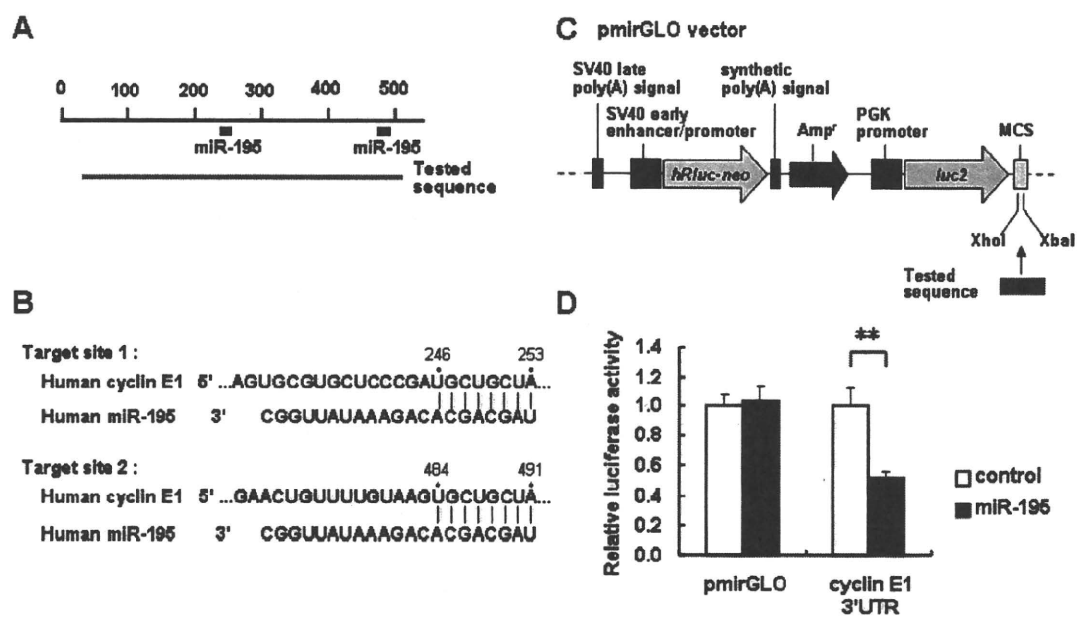 A
0 100 200 300 400 500
miR-195 miR-195
Tested
sequence
B
Target site 1 : 246 253
Human cyclin E1 5' ...AGUGCGUGCUCCCGAUGCUGCUA...
Human miR-195 3' CGGUUAUAAAGACACGACGAU
Target site 2 : 484 491
Human cyclin E1 5' ...GAACUGUUUUGUAAGUGCUGCUA...
Human miR-195 3' CGGUUAUAAAGACACGACGAU
C pmirGLO vector
SV40 late
poly(A) signal
synthetic
poly(A) signal
SV40 early
enhancer/promoter
Ampr
PGK
promoter
MCS
hRluc-neo
luc2
XhoI XbaI
Tested
sequence
D
**
Relative luciferase activity
1.4
1.2
1.0
0.8
0.6
0.4
0.2
0.0
control
miR-195
pmirGLO
cyclin E1
3'UTR